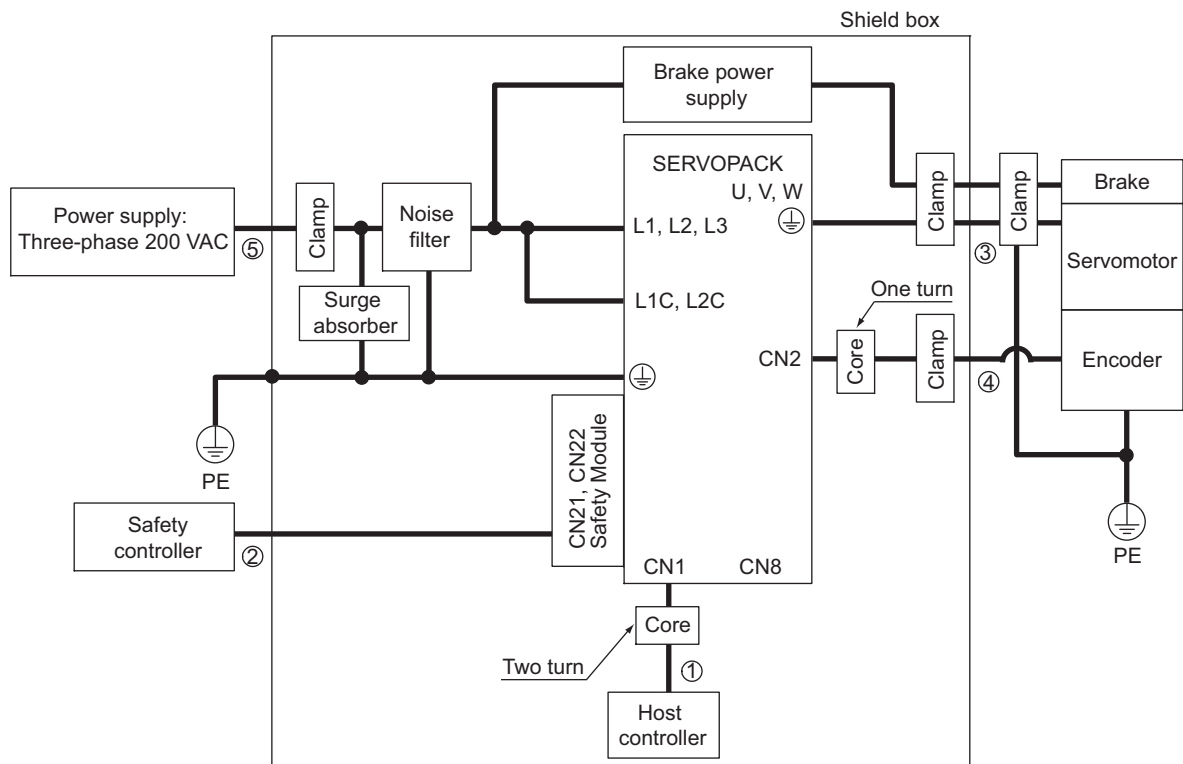 Shield box
Brake power
supply
SERVOPACK
U, V, W
Power supply:
Three-phase 200 VAC
⑤
Clamp
Noise
filter
L1, L2, L3
Clamp
Clamp
Brake
③
Servomotor
Surge
absorber
L1C, L2C
One turn
CN2
Core
Clamp
④
Encoder
PE
CN21, CN22
Safety Module
Safety
controller
②
PE
CN1
CN8
Core
Two turn
①
Host
controller